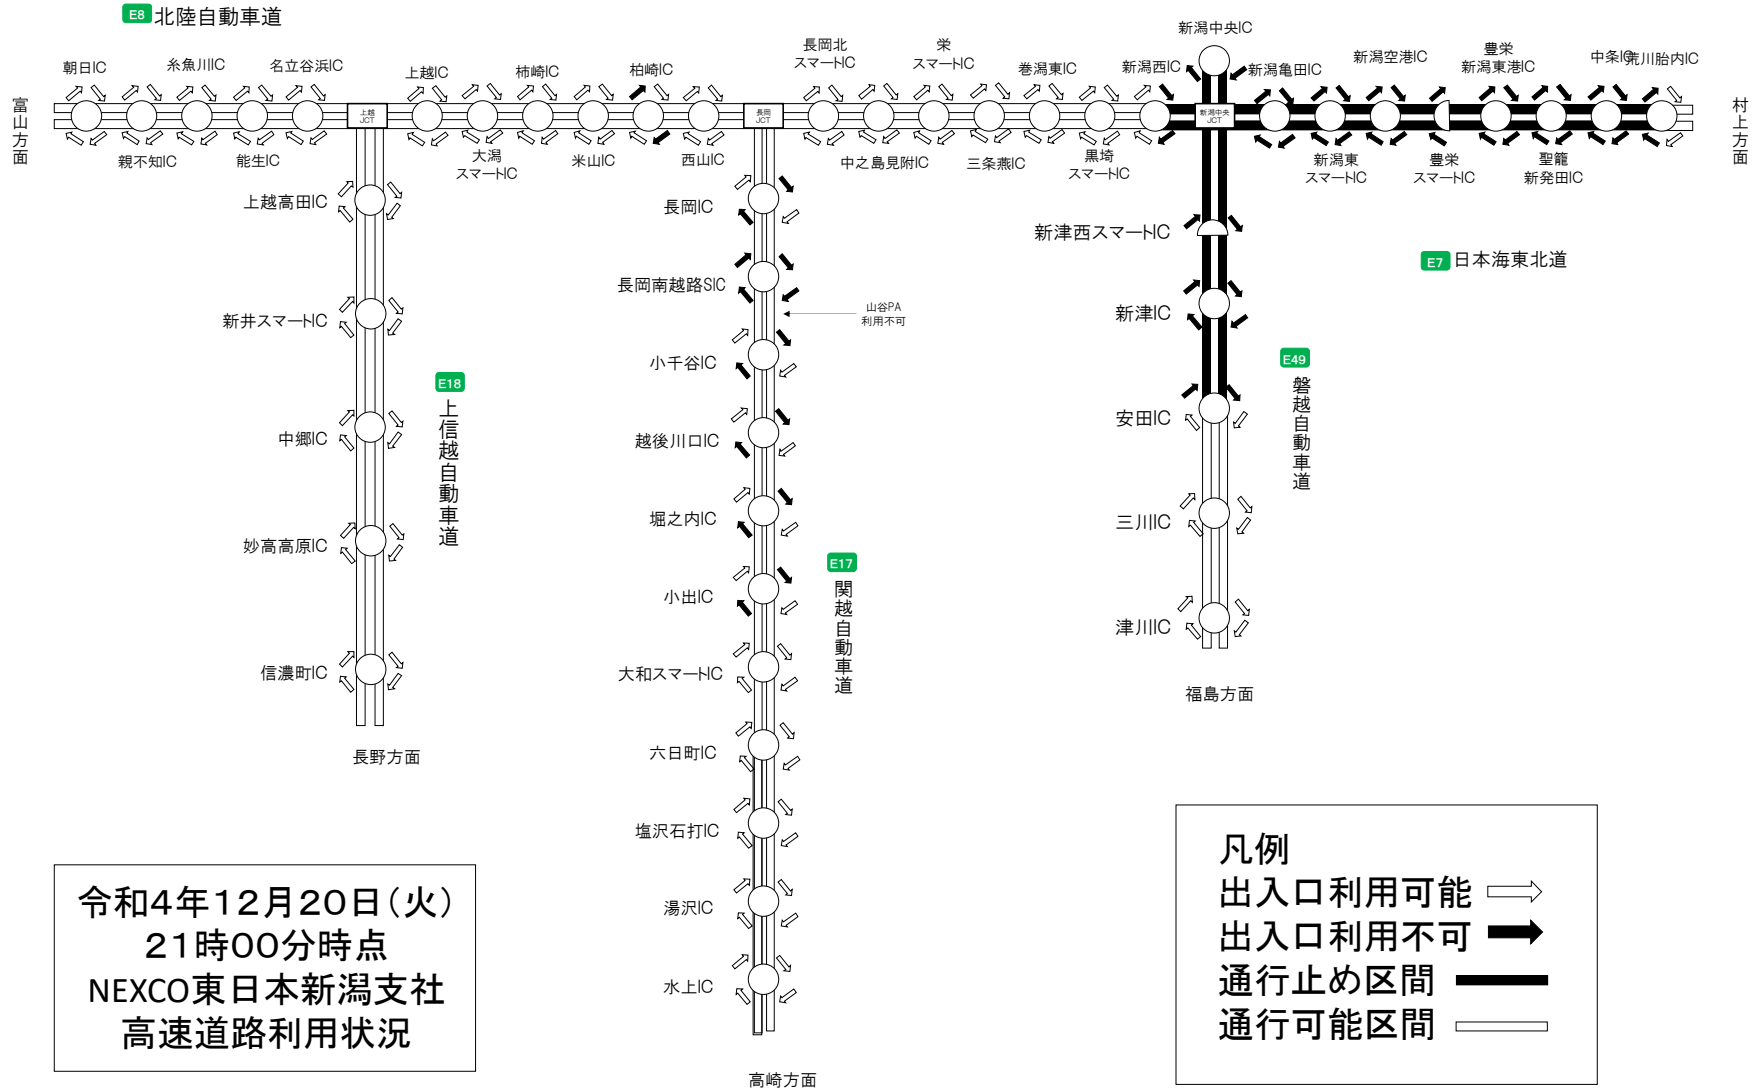 E8 北陸自動車道
富山方面
朝日IC
親不知IC
糸魚川IC
能生IC
名立谷浜IC
上越
JCT
上越IC
大潟
スマートIC
柿崎IC
米山IC
柏崎IC
西山IC
長岡
JCT
長岡北
スマートIC
中之島見附IC
栄
スマートIC
三条燕IC
巻潟東IC
黒埼
スマートIC
新潟西IC
新潟中央IC
新潟中央
JCT
新潟亀田IC
新潟東
スマートIC
新潟空港IC
豊栄
スマートIC
豊栄
新潟東港IC
聖籠
新発田IC
中条IC
荒川胎内IC
村上方面
上越高田IC
新井スマートIC
中郷IC
妙高高原IC
信濃町IC
長野方面
E18
上信越自動車道
長岡IC
長岡南越路SIC
山谷PA
利用不可
小千谷IC
越後川口IC
堀之内IC
小出IC
大和スマートIC
六日町IC
塩沢石打IC
湯沢IC
水上IC
高崎方面
E17
関越自動車道
新津西スマートIC
新津IC
安田IC
三川IC
津川IC
福島方面
E49
磐越自動車道
E7 日本海東北道
令和4年12月20日(火)
21時00分時点
NEXCO東日本新潟支社
高速道路利用状況
凡例
出入口利用可能
出入口利用不可
通行止め区間
通行可能区間